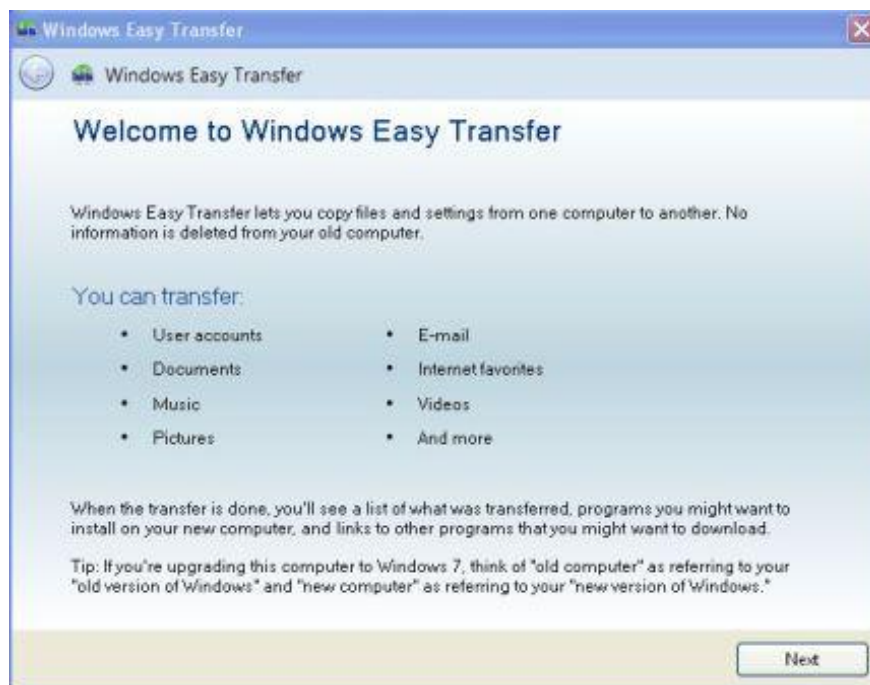 Windows Easy Transfer
Windows Easy Transfer
Welcome to Windows Easy Transfer
Windows Easy Transfer lets you copy files and settings from one computer to another. No
information is deleted from your old computer.
You can transfer:
• User accounts
• Documents
• Music
• Pictures
• E-mail
• Internet favorites
• Videos
• And more
When the transfer is done, you'll see a list of what was transferred, programs you might want to
install on your new computer, and links to other programs that you might want to download.
Tip: If you're upgrading this computer to Windows 7, think of "old computer" as referring to your
"old version of Windows" and "new computer" as referring to your "new version of Windows."
Next